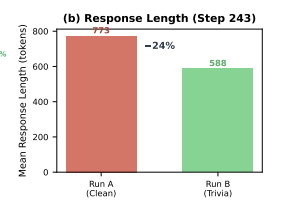 (b) Response Length (Step 243)
%
Mean Response Length (tokens)
800
600
400
200
0
773
−24%
588
Run A
(Clean)
Run B
(Trivia)